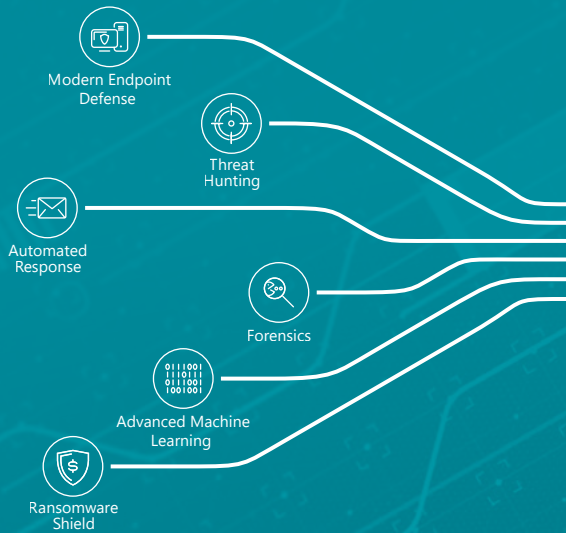 Modern Endpoint
Defense
Threat
Hunting
Automated
Response
Forensics
0111001
1110111
0111001
1001001
Advanced Machine
Learning
$
Ransomware
Shield